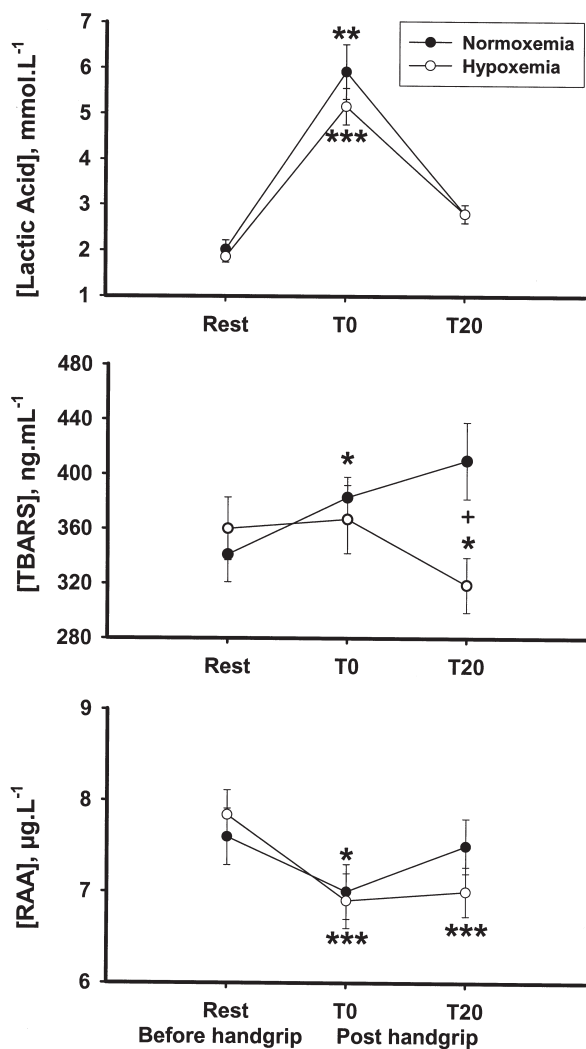 [Lactic Acid], mmol.L-1
7
**
Normoxemia
Hypoxemia
6
5
***
4
3
2
1
Rest T0 T20
[TBARS], ng.mL-1
480
440
*
400
+
360
*
320
280
Rest T0 T20
[RAA], µg.L-1
9
8
*
7
*** ***
6
Rest T0 T20
Before handgrip Post handgrip